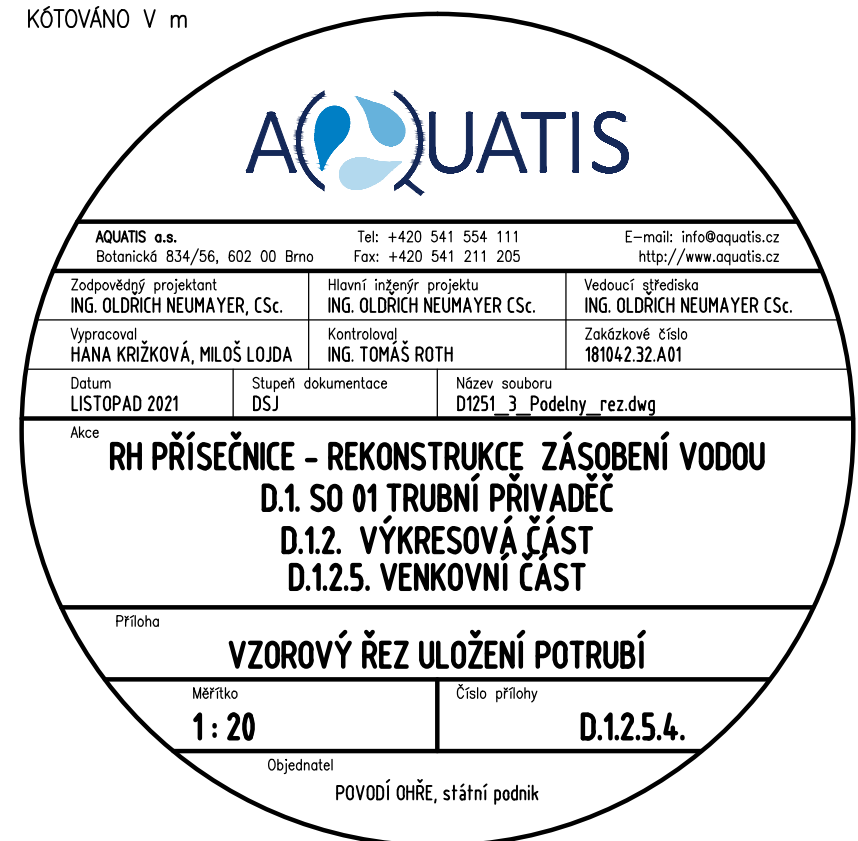 KÓTOVÁNO V m
AQUATIS
AQUATIS a.s. Tel: +420 541 554 111 E-mail: info@aquatis.cz
Botanická 834/56, 602 00 Brno Fax: +420 541 211 205 http://www.aquatis.cz
Zodpovědný projektant Hlavní inženýr projektu Vedoucí střediska
ING. OLDŘICH NEUMAYER, CSc. ING. OLDŘICH NEUMAYER CSc. ING. OLDŘICH NEUMAYER CSc.
Vypracoval Kontroloval Zakázkové číslo
HANA KRIŽKOVÁ, MILOŠ LOJDA ING. TOMÁŠ ROTH 181042.32.A01
Datum Stupeň dokumentace Název souboru
LISTOPAD 2021 DSJ D1251_3_Podelny_rez.dwg
Akce
RH PŘÍSEČNICE - REKONSTRUKCE ZÁSOBENÍ VODOU
D.1. SO 01 TRUBNÍ PŘIVADĚČ
D.1.2. VÝKRESOVÁ ČÁST
D.1.2.5. VENKOVNÍ ČÁST
Příloha
VZOROVÝ ŘEZ ULOŽENÍ POTRUBÍ
Měřítko Číslo přílohy
1 : 20 D.1.2.5.4.
Objednatel
POVODÍ OHŘE, státní podnik